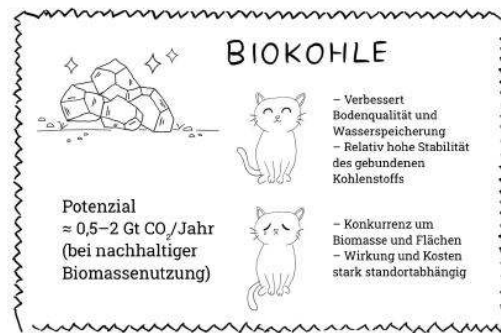 BIOKOHLE
– Verbessert
Bodenqualität und
Wasserspeicherung
– Relativ hohe Stabilität
des gebundenen
Kohlenstoffs
Potenzial
≈ 0,5–2 Gt CO₂/Jahr
(bei nachhaltiger
Biomassenutzung)
– Konkurrenz um
Biomasse und Flächen
– Wirkung und Kosten
stark standortabhängig